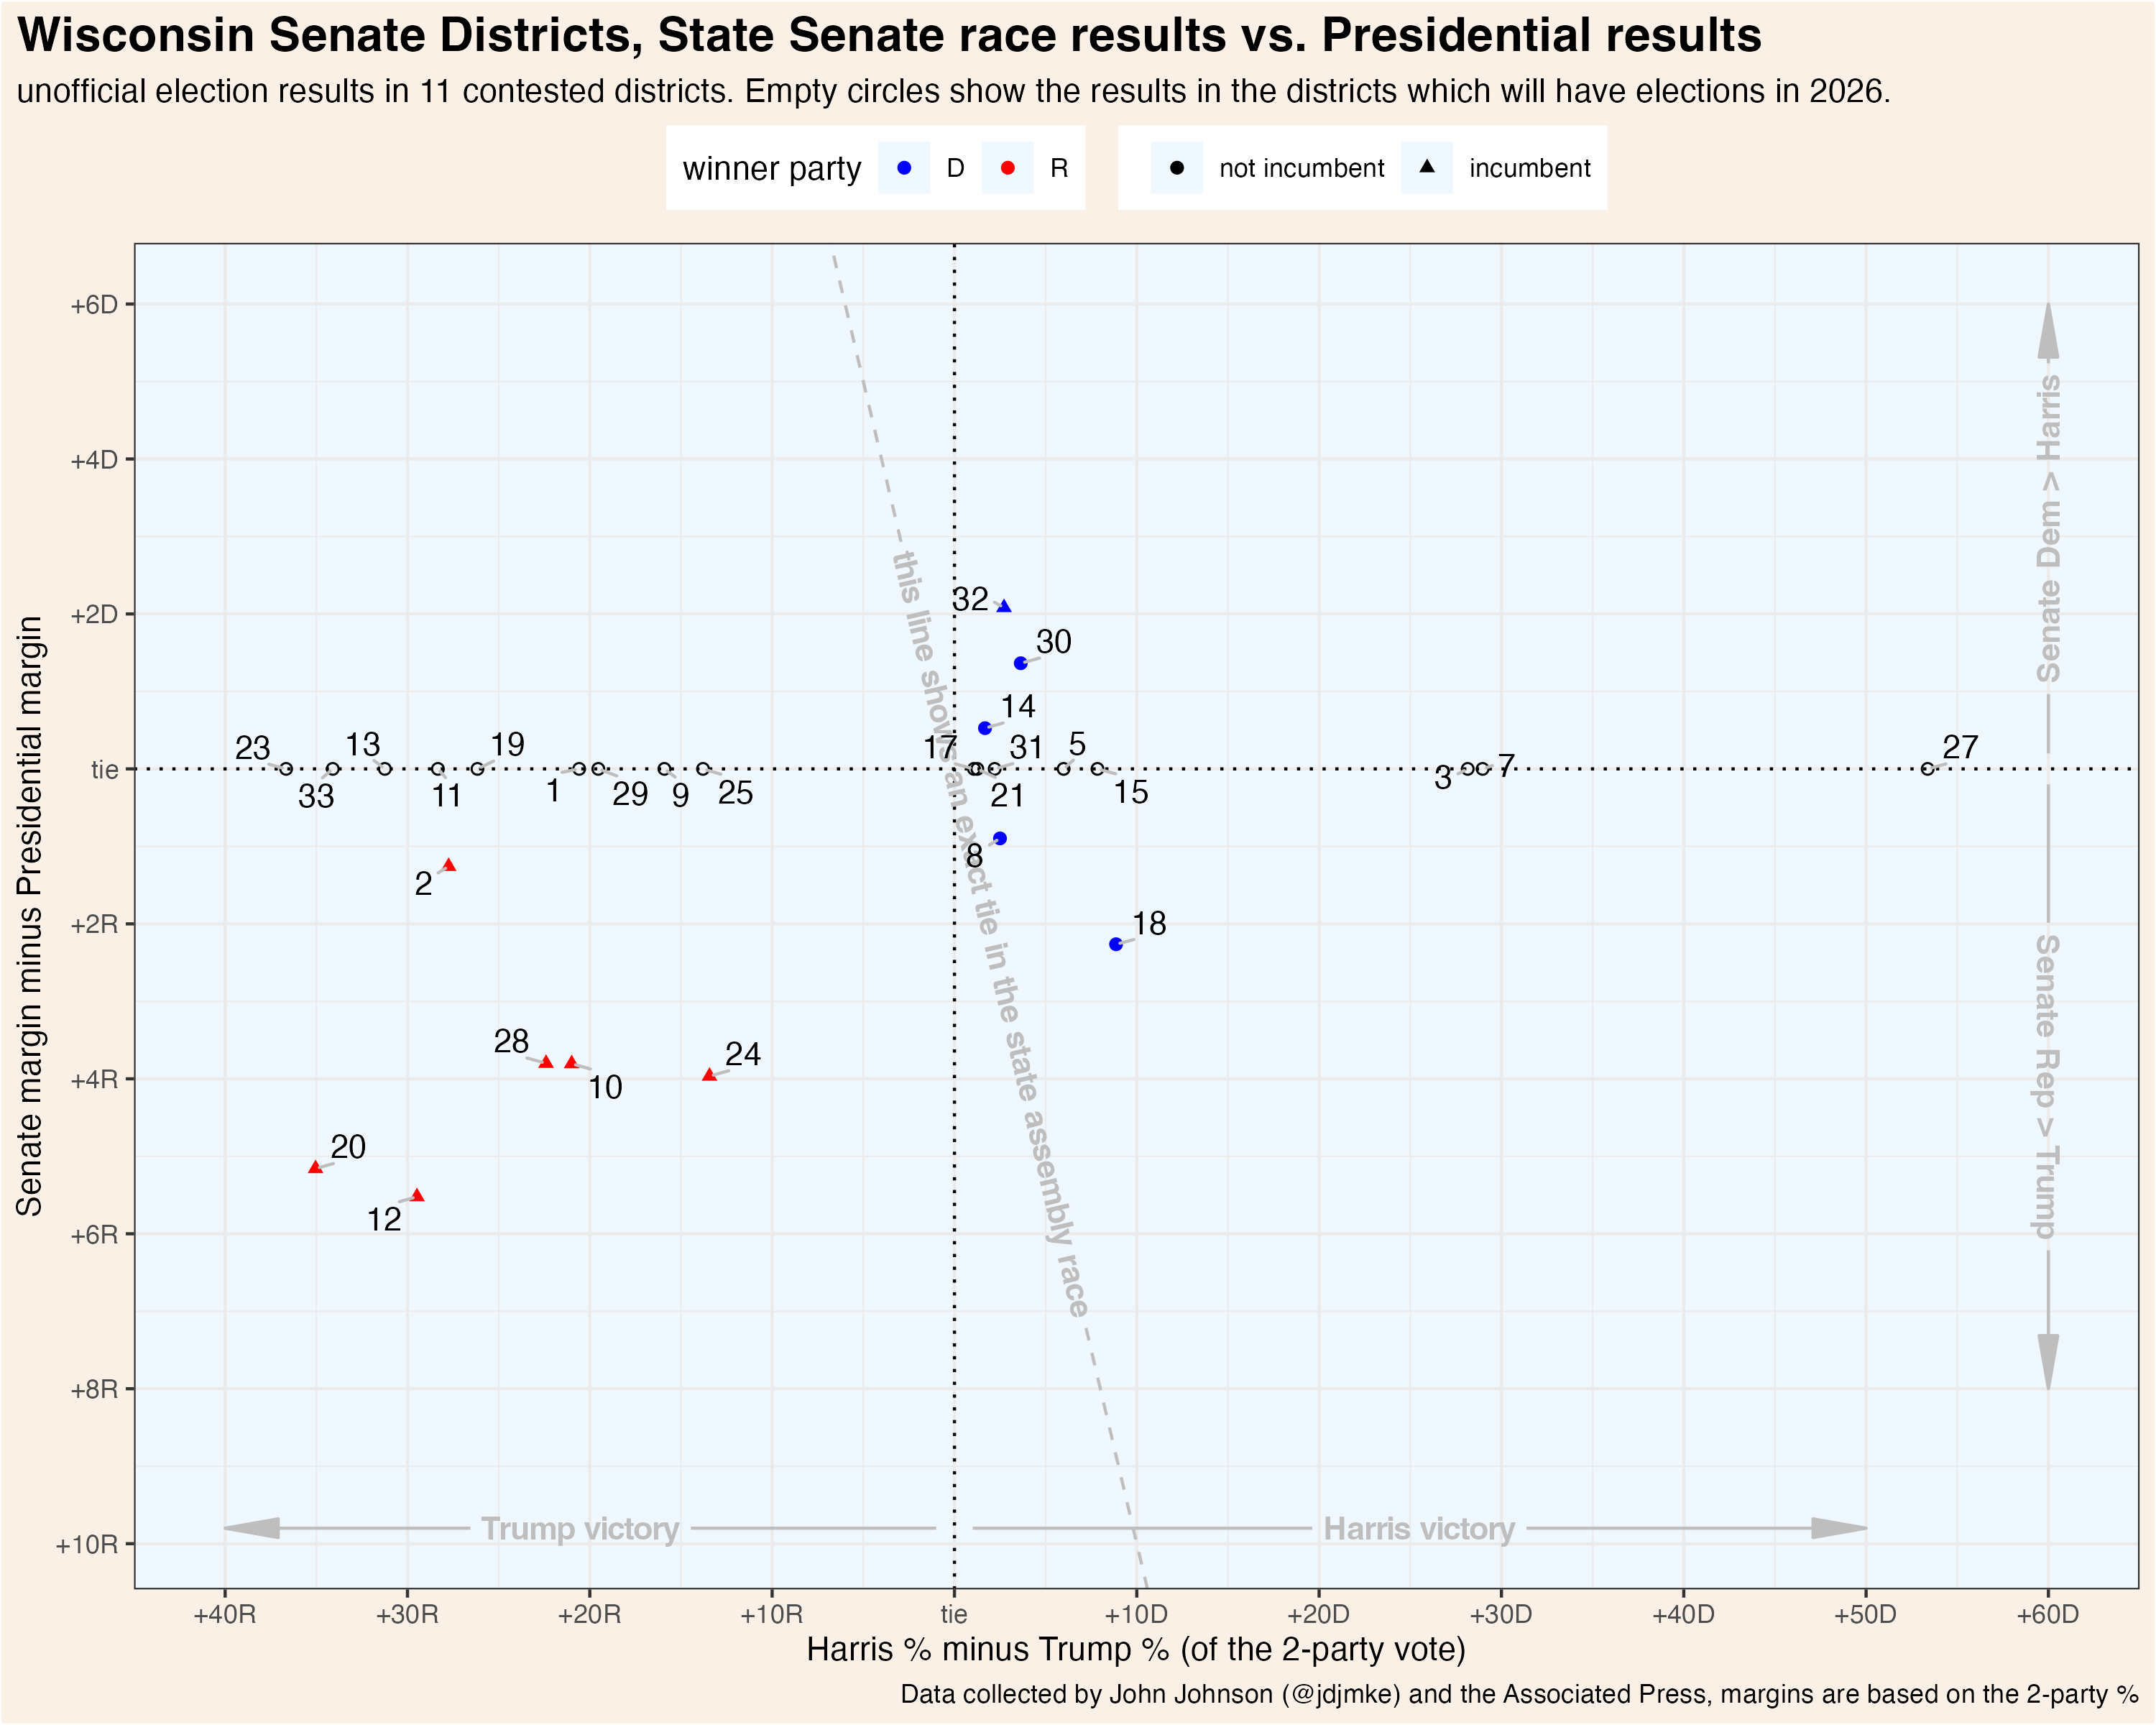 Wisconsin Senate Districts, State Senate race results vs. Presidential results
unofficial election results in 11 contested districts. Empty circles show the results in the districts which will have elections in 2026.
winner party D R
not incumbent incumbent
Senate margin minus Presidential margin
+6D
+4D
+2D
tie
+2R
+4R
+6R
+8R
+10R
this line shows an exact tie in the state assembly race
Senate Dem > Harris
Senate Rep > Trump
32
30
14
23
13
19
17
31
5
27
33
11
1
29
9
25
21
15
3
7
8
2
18
28
10
24
20
12
Trump victory
Harris victory
+40R
+30R
+20R
+10R
tie
+10D
+20D
+30D
+40D
+50D
+60D
Harris % minus Trump % (of the 2-party vote)
Data collected by John Johnson (@jdjmke) and the Associated Press, margins are based on the 2-party %